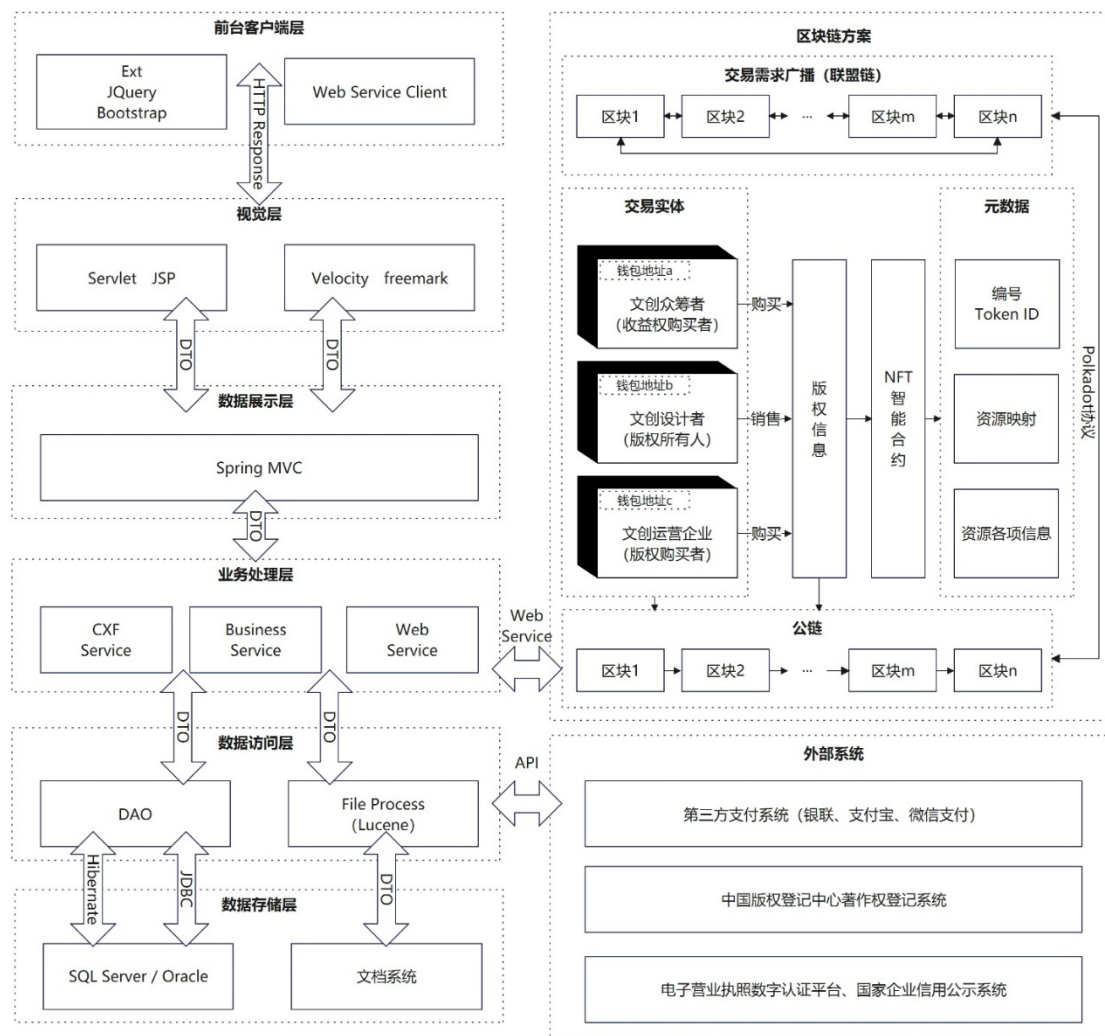 前台客户端层
Ext
JQuery
Bootstrap
HTTP Response
Web Service Client
视觉层
Servlet JSP
Velocity freemark
DTO
DTO
数据展示层
Spring MVC
DTO
业务处理层
CXF
Service
Business
Service
Web
Service
DTO
DTO
数据访问层
DAO
File Process
(Lucene)
Hibernate
JDBC
DTO
数据存储层
SQL Server / Oracle
文档系统
Web
Service
API
区块链方案
交易需求广播（联盟链）
区块1
区块2
...
区块m
区块n
交易实体
钱包地址a
文创众筹者
（收益权购买者）
购买
钱包地址b
文创设计者
（版权所有人）
销售
钱包地址c
文创运营企业
（版权购买者）
购买
版权信息
NFT
智能合约
元数据
编号
Token ID
资源映射
资源各项信息
Polkadot协议
公链
区块1
区块2
...
区块m
区块n
外部系统
第三方支付系统（银联、支付宝、微信支付）
中国版权登记中心著作权登记系统
电子营业执照数字认证平台、国家企业信用公示系统